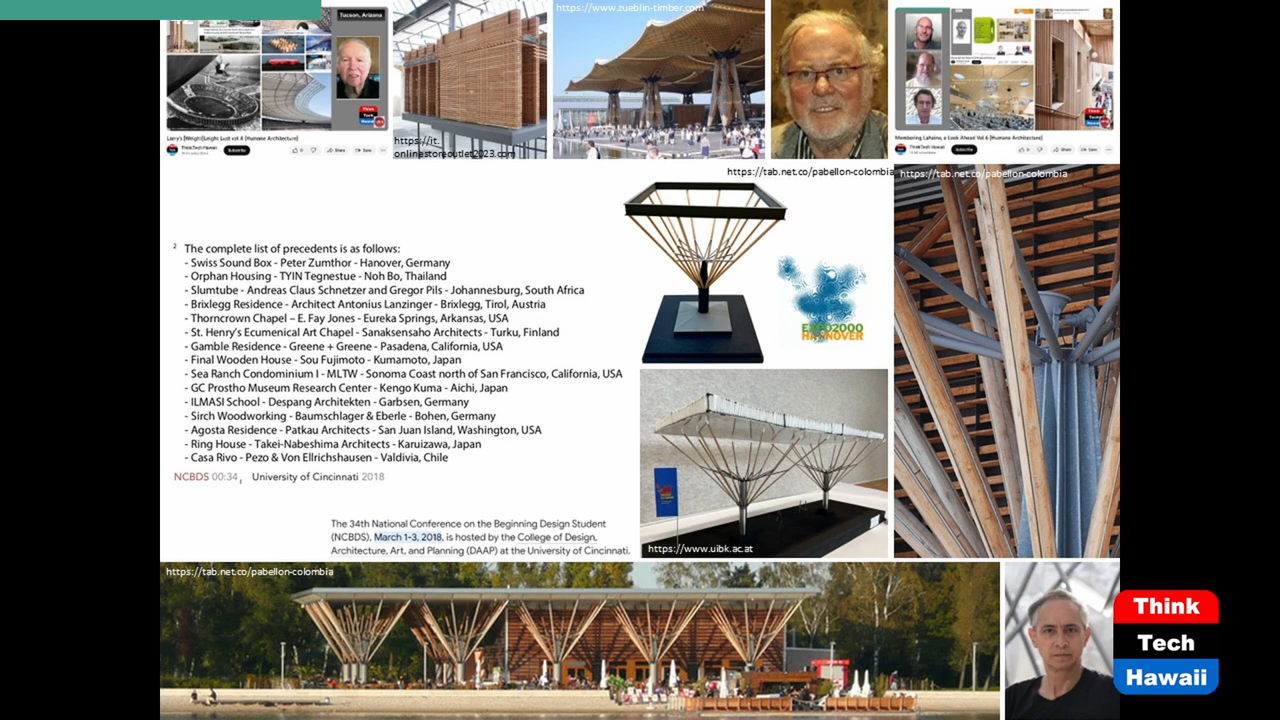 Tucson, Arizona
Larry's (Weight)Leight Lust vol 4 (Humane Architecture)
ThinkTech Hawaii
Subscribe
Share
Save
https://it.
onlinestoreoutlet2023.com
https://www.zueblin-timber.com
Membering Lahaina, a Look Ahead Vol 6 (Humane Architecture)
ThinkTech Hawaii
Subscribe
Share
Save
https://tab.net.co/pabellon-colombia
https://tab.net.co/pabellon-colombia
2 The complete list of precedents is as follows:
- Swiss Sound Box - Peter Zumthor - Hanover, Germany
- Orphan Housing - TYIN Tegnestue - Noh Bo, Thailand
- Slumtube - Andreas Claus Schnetzer and Gregor Pils - Johannesburg, South Africa
- Brixlegg Residence - Architect Antonius Lanzinger - Brixlegg, Tirol, Austria
- Thorncrown Chapel – E. Fay Jones - Eureka Springs, Arkansas, USA
- St. Henry's Ecumenical Art Chapel - Sanaksensaho Architects - Turku, Finland
- Gamble Residence - Greene + Greene - Pasadena, California, USA
- Final Wooden House - Sou Fujimoto - Kumamoto, Japan
- Sea Ranch Condominium I - MLTW - Sonoma Coast north of San Francisco, California, USA
- GC Prostho Museum Research Center - Kengo Kuma - Aichi, Japan
- ILMASI School - Despang Architekten - Garbsen, Germany
- Sirch Woodworking - Baumschlager & Eberle - Bohen, Germany
- Agosta Residence - Patkau Architects - San Juan Island, Washington, USA
- Ring House - Takei-Nabeshima Architects - Karuizawa, Japan
- Casa Rivo - Pezo & Von Ellrichshausen - Valdivia, Chile
NCBDS 00:34, University of Cincinnati 2018
EXPO2000
HANNOVER
The 34th National Conference on the Beginning Design Student
(NCBDS), March 1-3, 2018, is hosted by the College of Design,
Architecture, Art, and Planning (DAAP) at the University of Cincinnati.
https://www.uibk.ac.at
https://tab.net.co/pabellon-colombia
Think
Tech
Hawaii